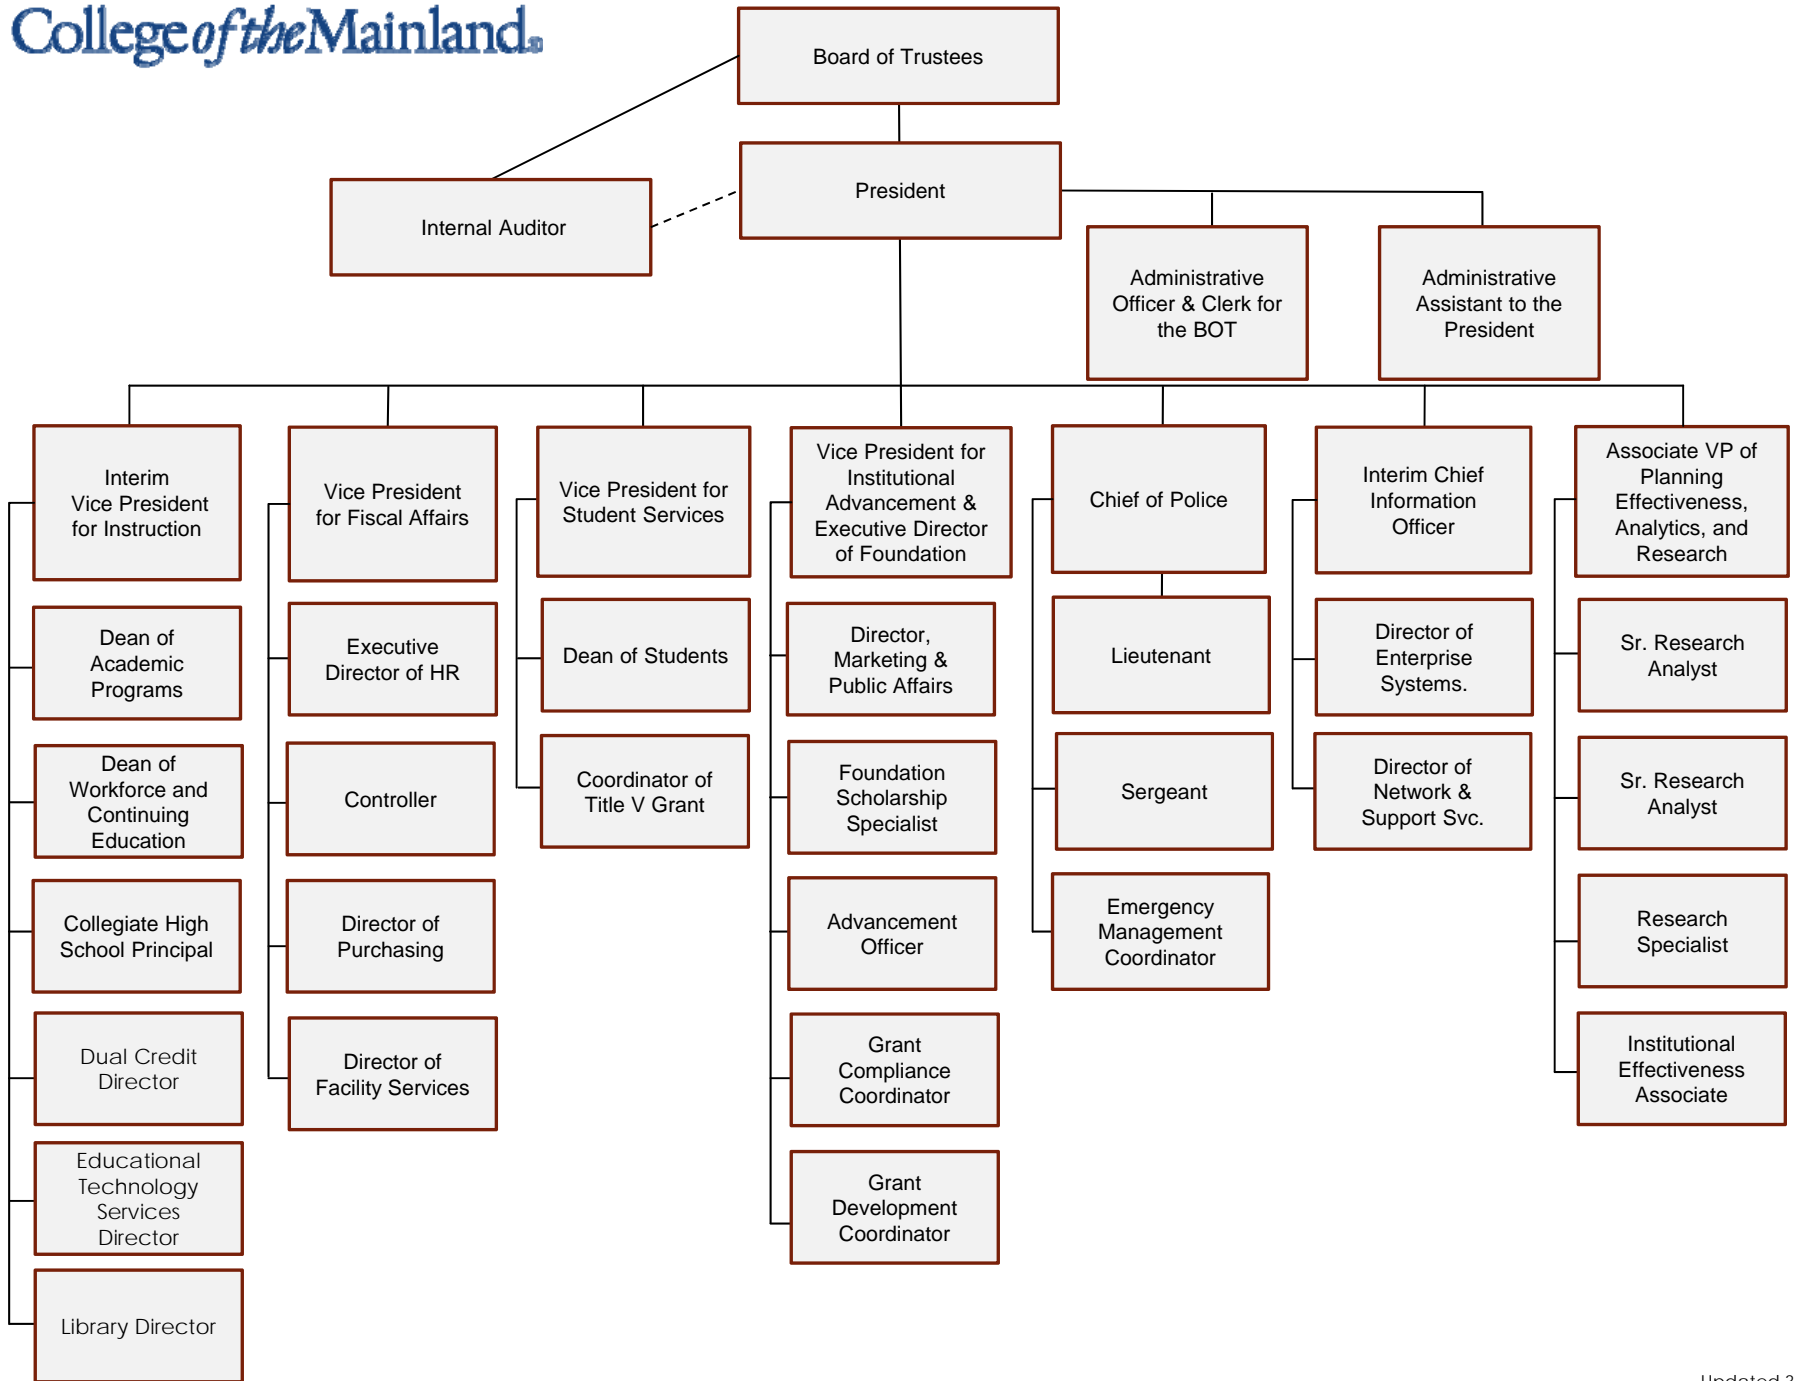 College of the Mainland®
Board of Trustees
President
Internal Auditor
Administrative
Officer & Clerk for
the BOT
Administrative
Assistant to the
President
Interim
Vice President
for Instruction
Vice President
for Fiscal Affairs
Vice President for
Student Services
Vice President for
Institutional
Advancement &
Executive Director
of Foundation
Chief of Police
Interim Chief
Information
Officer
Associate VP of
Planning
Effectiveness,
Analytics, and
Research
Dean of
Academic
Programs
Executive
Director of HR
Dean of Students
Director,
Marketing &
Public Affairs
Lieutenant
Director of
Enterprise
Systems.
Sr. Research
Analyst
Dean of
Workforce and
Continuing
Education
Controller
Coordinator of
Title V Grant
Foundation
Scholarship
Specialist
Sergeant
Director of
Network &
Support Svc.
Sr. Research
Analyst
Collegiate High
School Principal
Director of
Purchasing
Advancement
Officer
Emergency
Management
Coordinator
Research
Specialist
Dual Credit
Director
Director of
Facility Services
Grant
Compliance
Coordinator
Institutional
Effectiveness
Associate
Educational
Technology
Services
Director
Grant
Development
Coordinator
Library Director
Updated 2